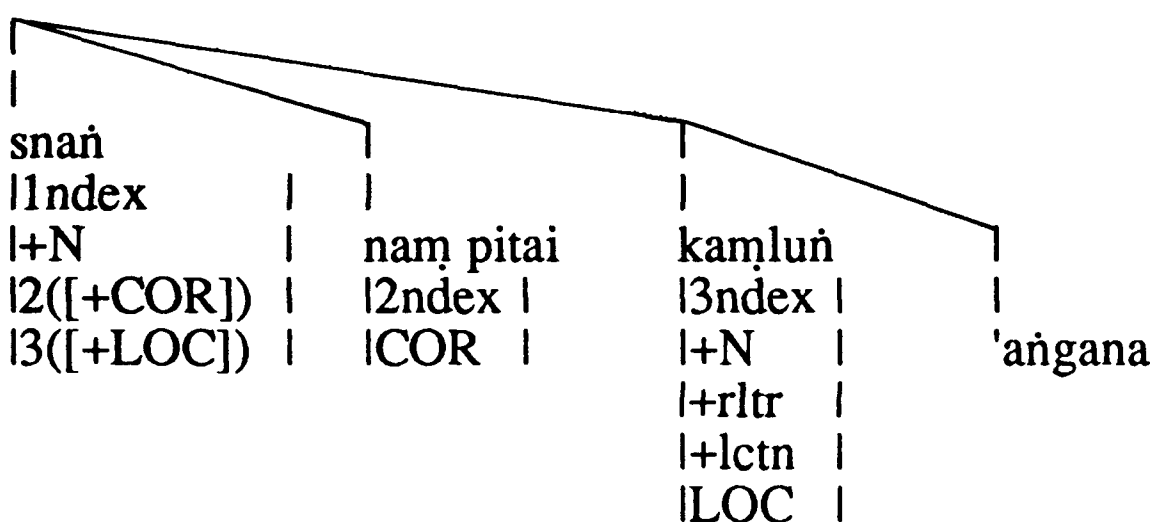 snaṅ
|1ndex |
|+N | naṃ pitai kaṃluṅ
|2([+COR]) | |2ndex | |3ndex |
|3([+LOC]) | |COR | |+N | 'aṅgana
|+rltr |
|+lctn |
|LOC |